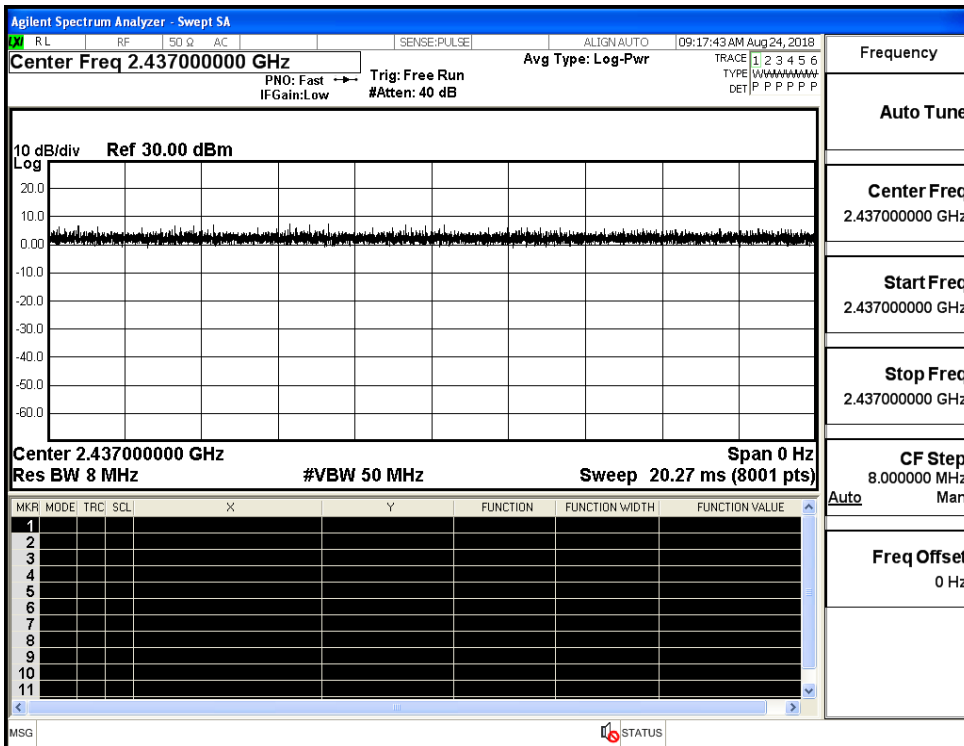 Agilent Spectrum Analyzer - Swept SA
LXI RL RF 50 Ω AC SENSE:PULSE ALIGN AUTO 09:17:43 AM Aug 24, 2018
Center Freq 2.437000000 GHz
PNO: Fast
IFGain:Low
Trig: Free Run
#Atten: 40 dB
Avg Type: Log-Pwr
TRACE 1 2 3 4 5 6
TYPE WWWWWW
DET P P P P P P
10 dB/div Ref 30.00 dBm
Log
20.0
10.0
0.00
-10.0
-20.0
-30.0
-40.0
-50.0
-60.0
Center 2.437000000 GHz Span 0 Hz
Res BW 8 MHz #VBW 50 MHz Sweep 20.27 ms (8001 pts)
MKR MODE TRC SCL X Y FUNCTION FUNCTION WIDTH FUNCTION VALUE
1
2
3
4
5
6
7
8
9
10
11
MSG STATUS
Frequency
Auto Tune
Center Freq
2.437000000 GHz
Start Freq
2.437000000 GHz
Stop Freq
2.437000000 GHz
CF Step
8.000000 MHz
Auto Man
Freq Offset
0 Hz